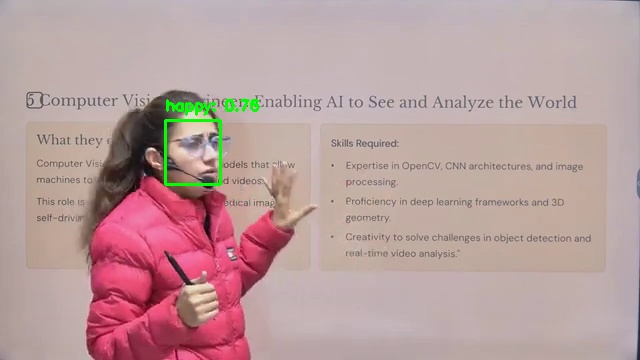 5 Computer Vis Enabling AI to See and Analyze the World
happy: 0.76
What they
Computer Vis odels that allow
machines to d videos.
This role is edical imag
self-drivin
Skills Required:
• Expertise in OpenCV, CNN architectures, and image
processing.
• Proficiency in deep learning frameworks and 3D
geometry.
• Creativity to solve challenges in object detection and
real-time video analysis."